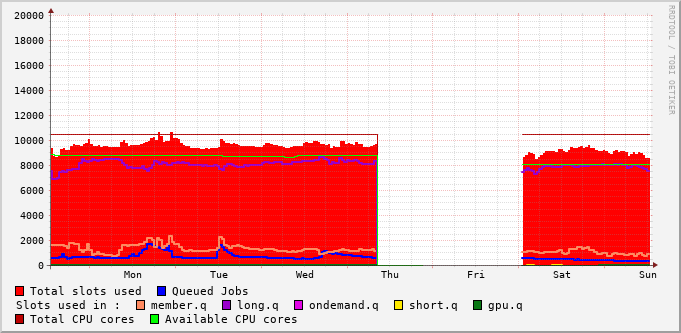 20000
18000
16000
14000
12000
10000
8000
6000
4000
2000
0
Mon Tue Wed Thu Fri Sat Sun
Total slots used Queued Jobs
Slots used in : member.q long.q ondemand.q short.q gpu.q
Total CPU cores Available CPU cores
RRDTOOL / TOBI OETIKER